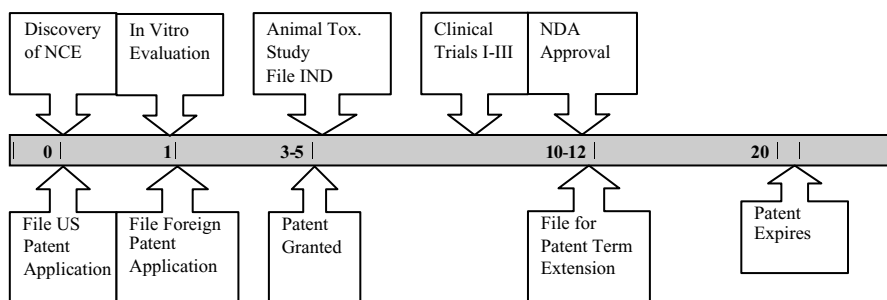 Discovery
of NCE
In Vitro
Evaluation
Animal Tox.
Study
File IND
Clinical
Trials I-III
NDA
Approval
0
1
3-5
10-12
20
File US
Patent
Application
File Foreign
Patent
Application
Patent
Granted
File for
Patent Term
Extension
Patent
Expires